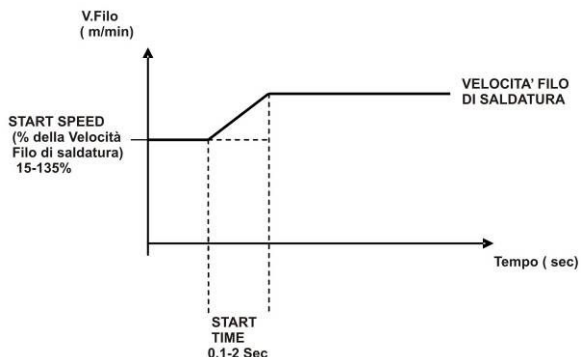 V.Filo
( m/min)
VELOCITA' FILO
DI SALDATURA
START SPEED
(% della Velocità
Filo di saldatura)
15-135%
Tempo ( sec)
START
TIME
0.1-2 Sec